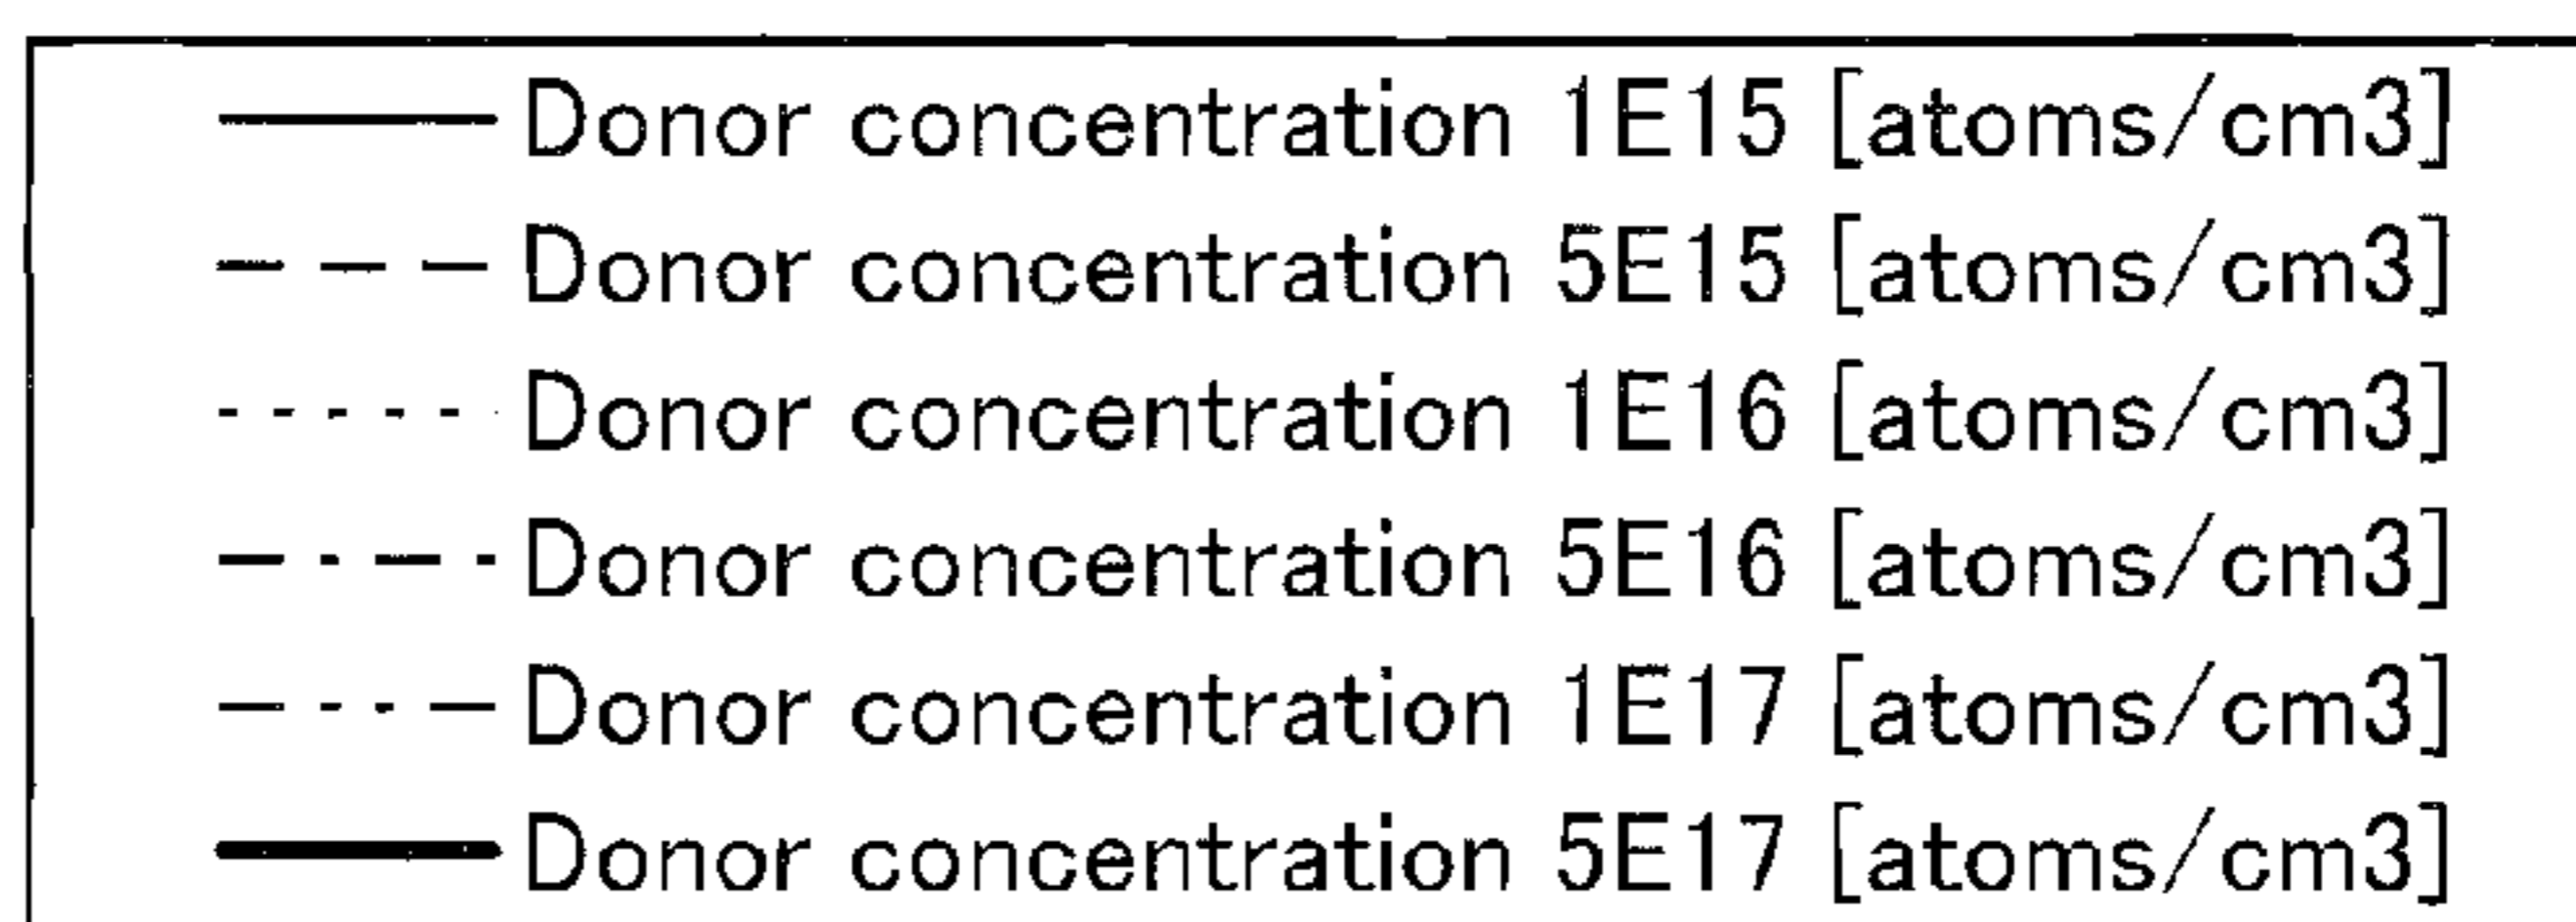 Donor concentration 1E15 [atoms/cm3]
Donor concentration 5E15 [atoms/cm3]
Donor concentration 1E16 [atoms/cm3]
Donor concentration 5E16 [atoms/cm3]
Donor concentration 1E17 [atoms/cm3]
Donor concentration 5E17 [atoms/cm3]